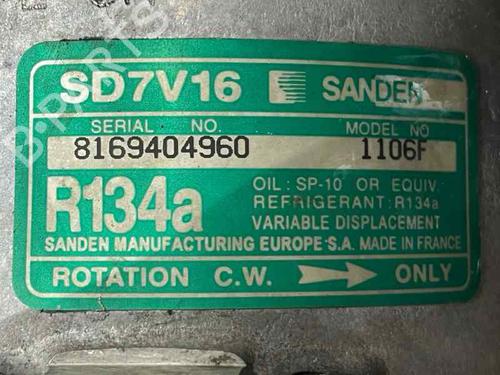 SD7V16 SANDEN
SERIAL NO. MODEL NO
8169404960 1106F
R134a
OIL : SP-10 OR EQUIV.
REFRIGERANT : R134a
VARIABLE DISPLACEMENT
SANDEN MANUFACTURING EUROPE S.A. MADE IN FRANCE
ROTATION C.W. ONLY
B-PARTS